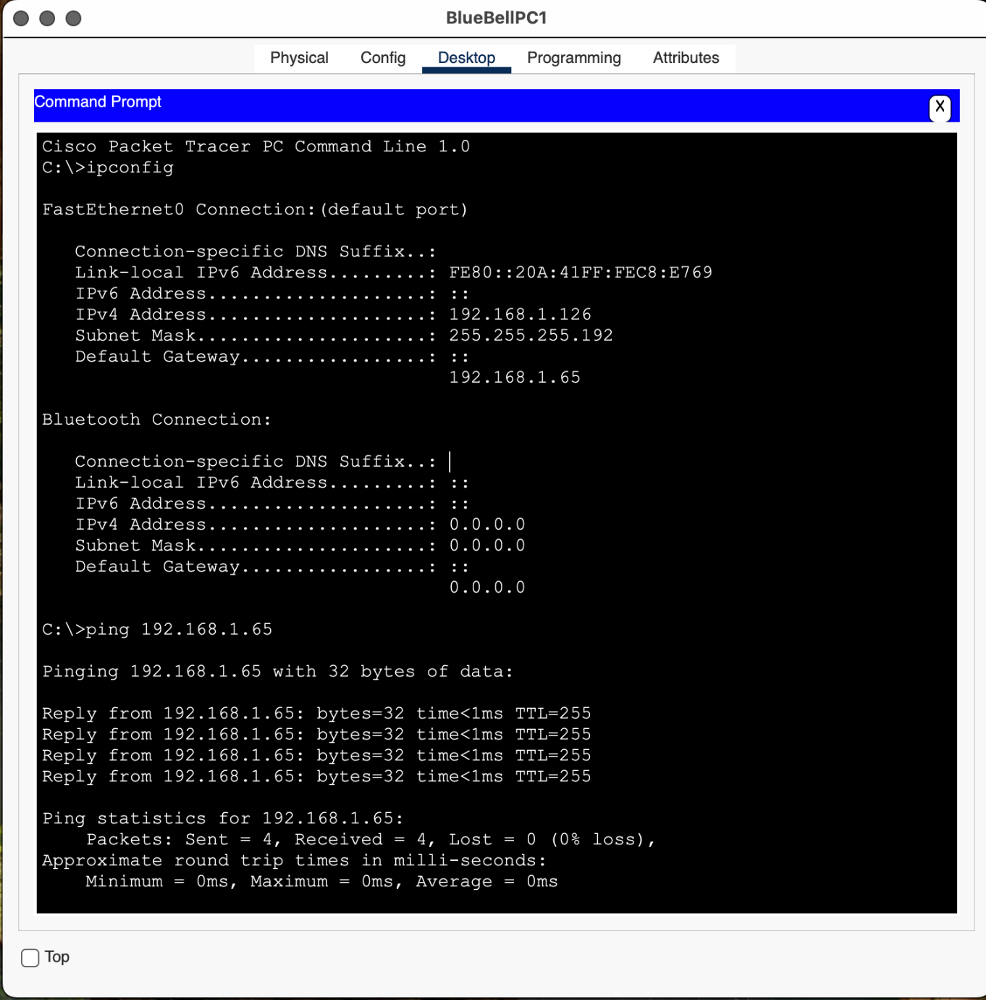 BlueBellPC1
Physical Config Desktop Programming Attributes
Command Prompt
X
Cisco Packet Tracer PC Command Line 1.0
C:\>ipconfig
FastEthernet0 Connection:(default port)
Connection-specific DNS Suffix..:
Link-local IPv6 Address.........: FE80::20A:41FF:FEC8:E769
IPv6 Address....................: ::
IPv4 Address....................: 192.168.1.126
Subnet Mask.....................: 255.255.255.192
Default Gateway.................: ::
192.168.1.65
Bluetooth Connection:
Connection-specific DNS Suffix..:
Link-local IPv6 Address.........: ::
IPv6 Address....................: ::
IPv4 Address....................: 0.0.0.0
Subnet Mask.....................: 0.0.0.0
Default Gateway.................: ::
0.0.0.0
C:\>ping 192.168.1.65
Pinging 192.168.1.65 with 32 bytes of data:
Reply from 192.168.1.65: bytes=32 time<1ms TTL=255
Reply from 192.168.1.65: bytes=32 time<1ms TTL=255
Reply from 192.168.1.65: bytes=32 time<1ms TTL=255
Reply from 192.168.1.65: bytes=32 time<1ms TTL=255
Ping statistics for 192.168.1.65:
Packets: Sent = 4, Received = 4, Lost = 0 (0% loss),
Approximate round trip times in milli-seconds:
Minimum = 0ms, Maximum = 0ms, Average = 0ms
Top